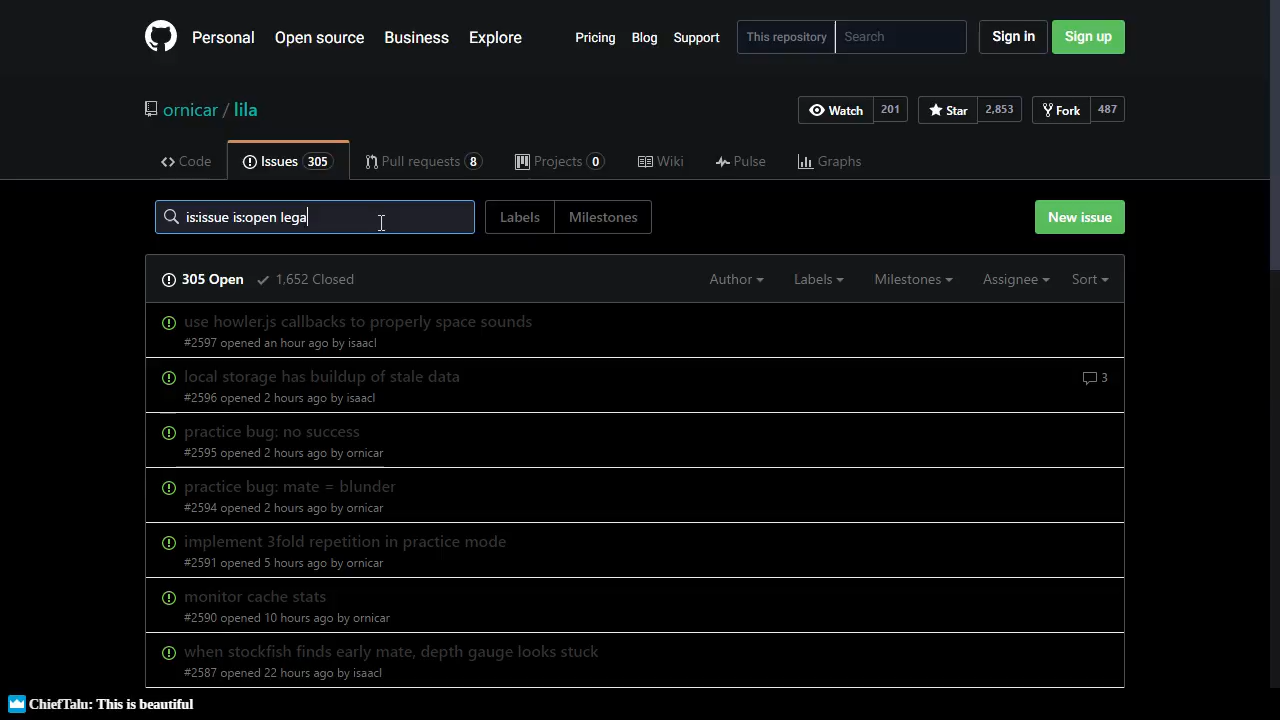 Personal Open source Business Explore Pricing Blog Support This repository Search Sign in Sign up
ornicar / lila Watch 201 Star 2,853 Fork 487
Code Issues 305 Pull requests 8 Projects 0 Wiki Pulse Graphs
is:issue is:open lega Labels Milestones New issue
305 Open 1,652 Closed Author Labels Milestones Assignee Sort
use howler.js callbacks to properly space sounds
#2597 opened an hour ago by isaacl
local storage has buildup of stale data 3
#2596 opened 2 hours ago by isaacl
practice bug: no success
#2595 opened 2 hours ago by ornicar
practice bug: mate = blunder
#2594 opened 2 hours ago by ornicar
implement 3fold repetition in practice mode
#2591 opened 5 hours ago by ornicar
monitor cache stats
#2590 opened 10 hours ago by ornicar
when stockfish finds early mate, depth gauge looks stuck
#2587 opened 22 hours ago by isaacl
ChiefTalu: This is beautiful